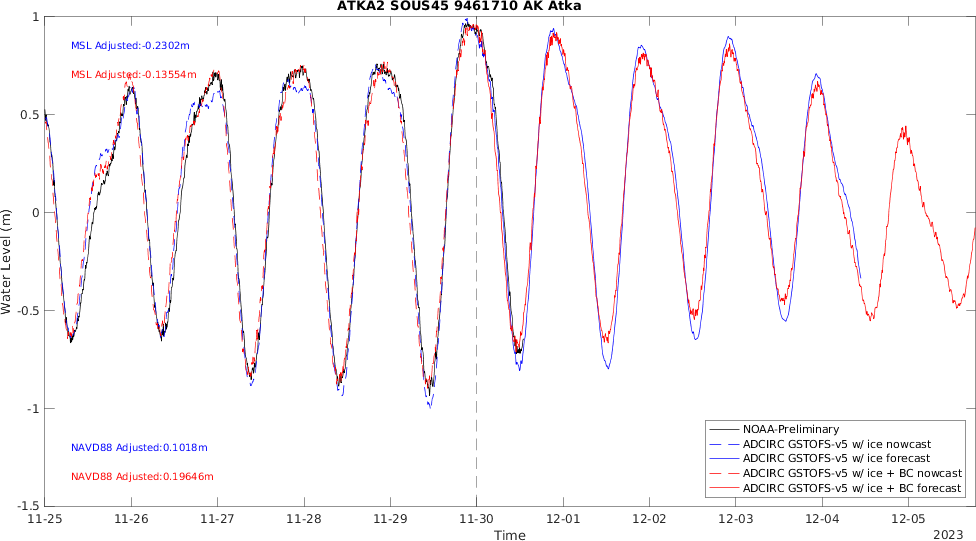 ATKA2 SOUS45 9461710 AK Atka
1
0.5
0
-0.5
-1
-1.5
Water Level (m)
MSL Adjusted:-0.2302m
MSL Adjusted:-0.13554m
NAVD88 Adjusted:0.1018m
NAVD88 Adjusted:0.19646m
NOAA-Preliminary
ADCIRC GSTOFS-v5 w/ ice nowcast
ADCIRC GSTOFS-v5 w/ ice forecast
ADCIRC GSTOFS-v5 w/ ice + BC nowcast
ADCIRC GSTOFS-v5 w/ ice + BC forecast
11-25 11-26 11-27 11-28 11-29 11-30 12-01 12-02 12-03 12-04 12-05
Time
2023